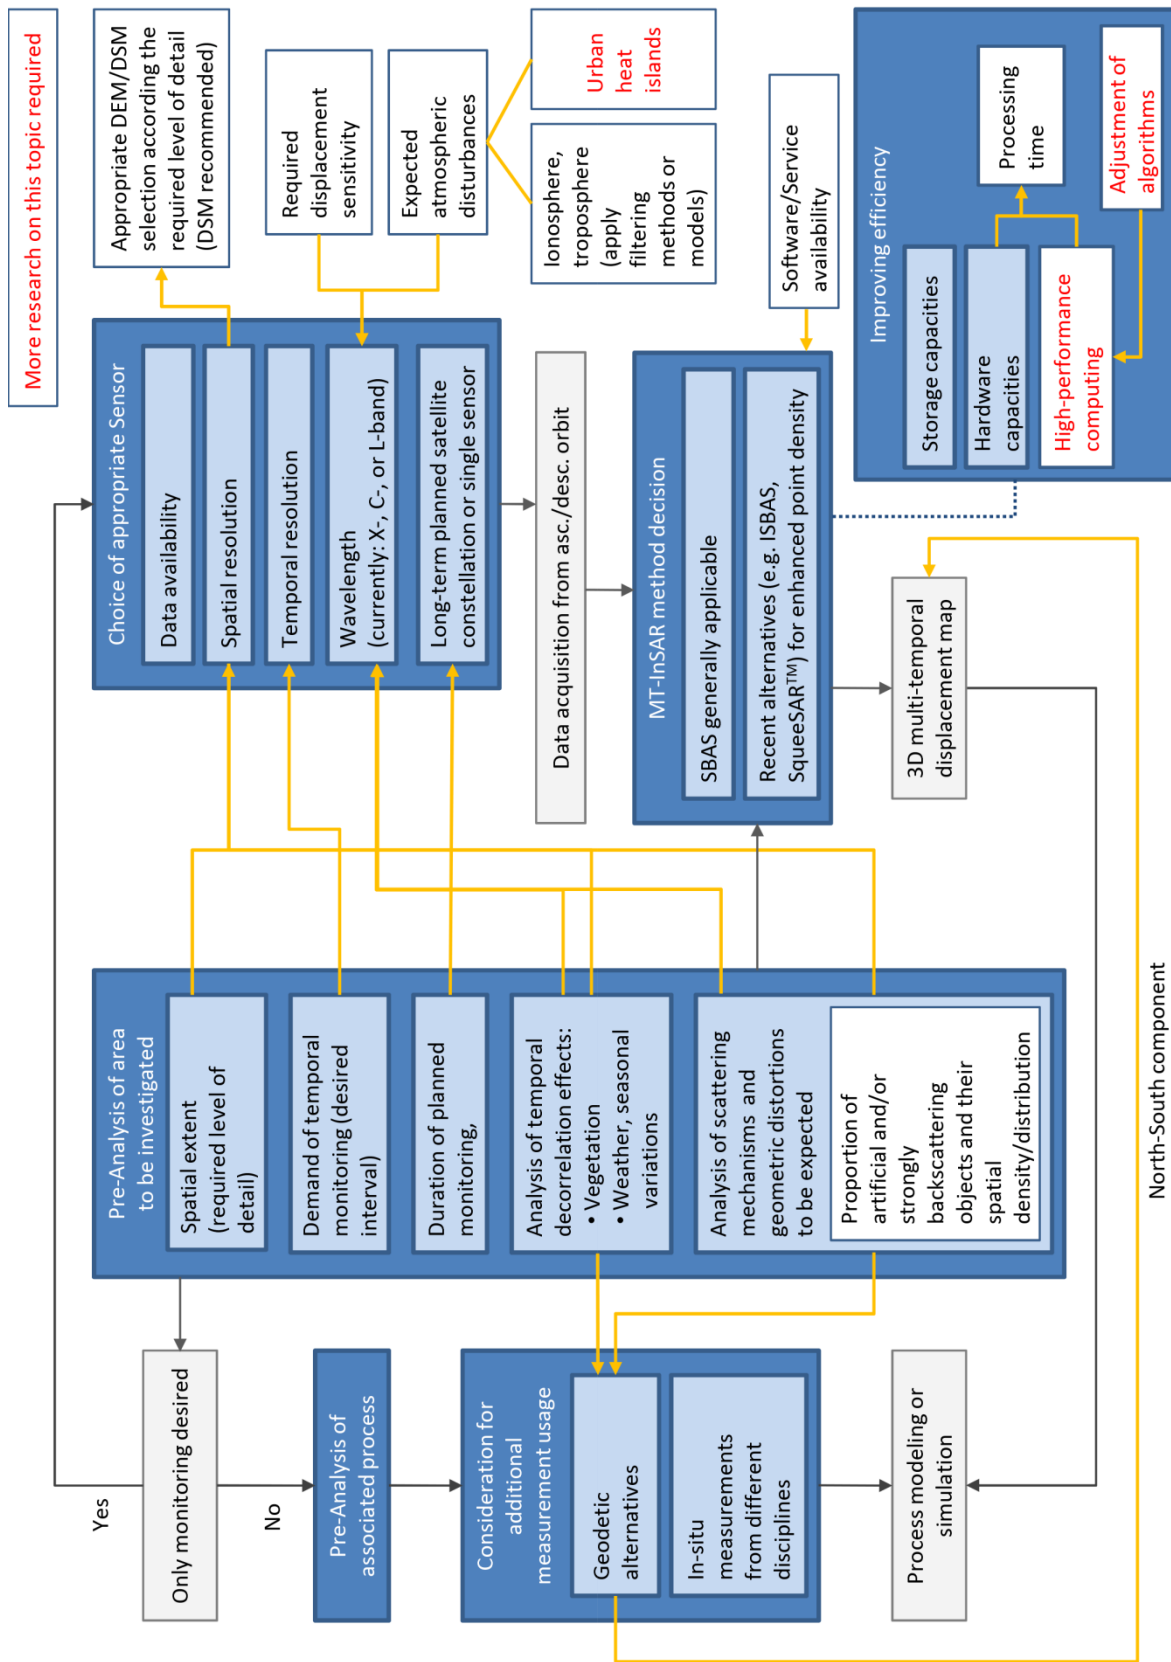 Yes
Only monitoring desired
No
Pre-Analysis of
associated process
Consideration for
additional
measurement usage
Geodetic
alternatives
In-situ
measurements
from different
disciplines
Process modeling or
simulation
Pre-Analysis of area
to be investigated
Spatial extent
(required level of
detail)
Demand of temporal
monitoring (desired
interval)
Duration of planned
monitoring,
Analysis of temporal
decorrelation effects:
• Vegetation
• Weather, seasonal
variations
Analysis of scattering
mechanisms and
geometric distortions
to be expected
Proportion of
artificial and/or
strongly
backscattering
objects and their
spatial
density/distribution
North-South component
Choice of appropriate Sensor
Data availability
Spatial resolution
Temporal resolution
Wavelength
(currently: X-, C-, or L-band)
Long-term planned satellite
constellation or single sensor
Data acquisition from asc./desc. orbit
MT-InSAR method decision
SBAS generally applicable
Recent alternatives (e.g. ISBAS,
SqueeSAR™) for enhanced point density
3D multi-temporal
displacement map
More research on this topic required
Appropriate DEM/DSM
selection according the
required level of detail
(DSM recommended)
Required
displacement
sensitivity
Expected
atmospheric
disturbances
Ionosphere,
troposphere
(apply
filtering
methods or
models)
Urban
heat
islands
Software/Service
availability
Improving efficiency
Storage capacities
Hardware
capacities
High-performance
computing
Processing
time
Adjustment of
algorithms